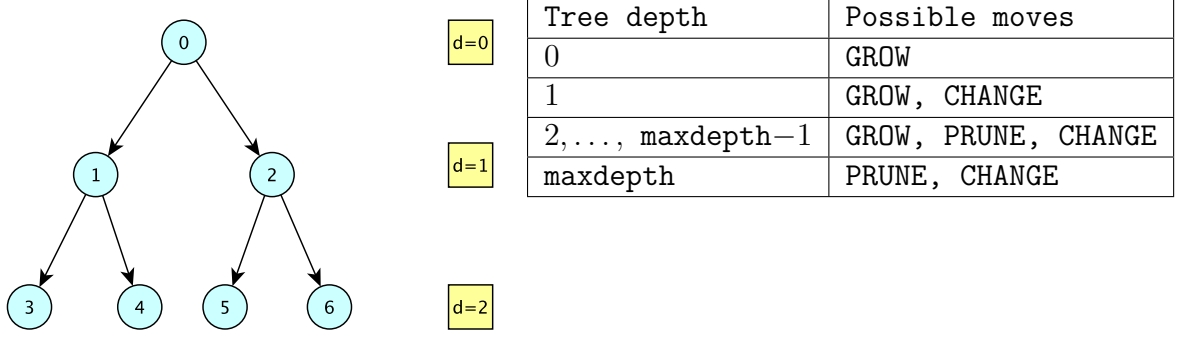 0
d=0
1
2
d=1
3
4
5
6
d=2
Tree depth Possible moves
0 GROW
1 GROW, CHANGE
2,..., maxdepth−1 GROW, PRUNE, CHANGE
maxdepth PRUNE, CHANGE